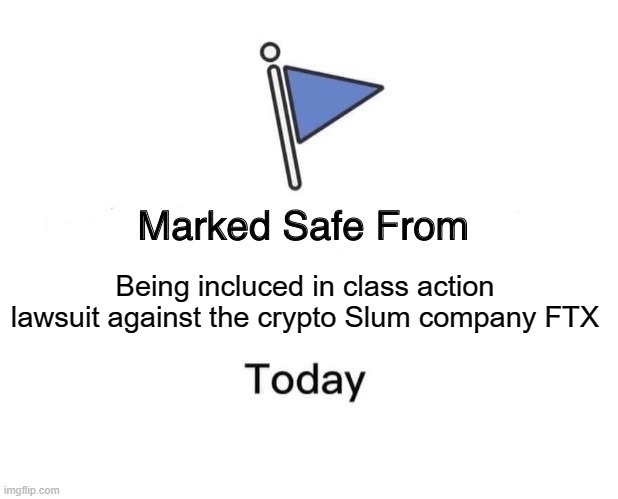 Marked Safe From
Being incluced in class action
lawsuit against the crypto Slum company FTX
Today
imgflip.com